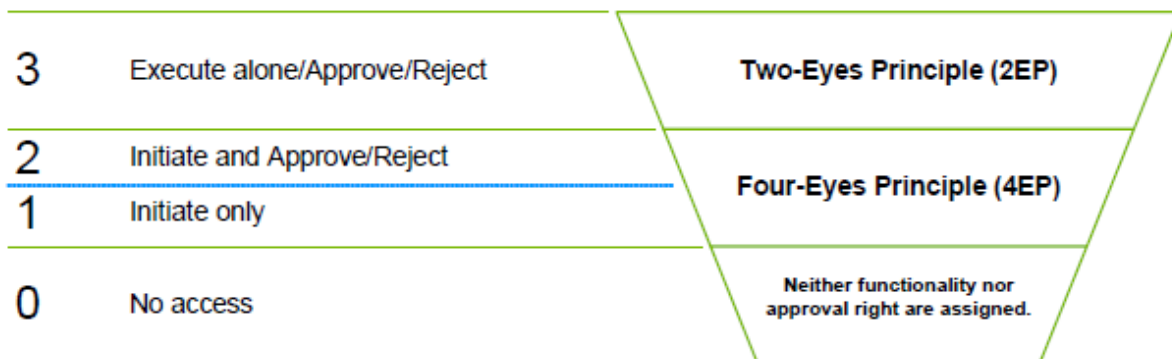 3 Execute alone/Approve/Reject Two-Eyes Principle (2EP)
2 Initiate and Approve/Reject
Four-Eyes Principle (4EP)
1 Initiate only
0 No access
Neither functionality nor
approval right are assigned.